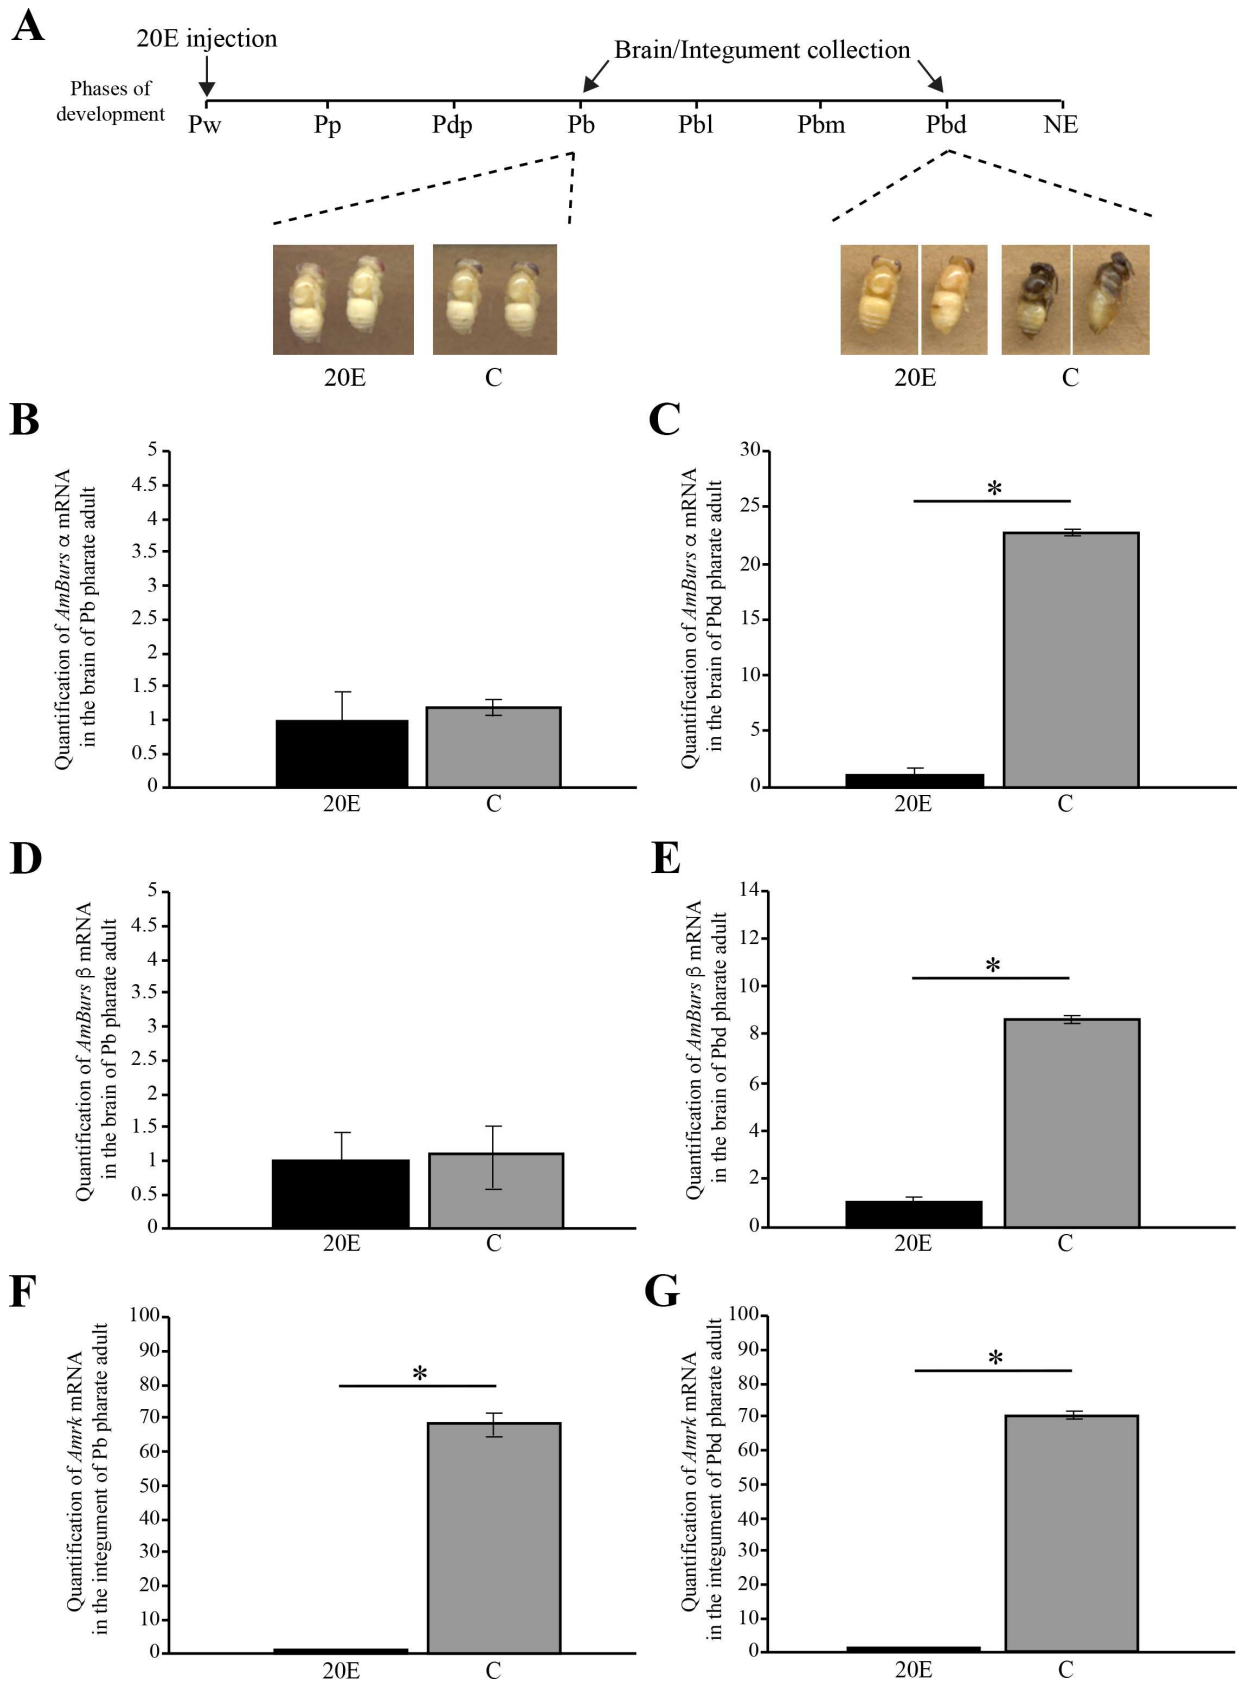 A
20E injection
Brain/Integument collection
Phases of
development
Pw Pp Pdp Pb Pbl Pbm Pbd NE
20E C 20E C
B
Quantification of AmBurs α mRNA
in the brain of Pb pharate adult
5
4.5
4
3.5
3
2.5
2
1.5
1
0.5
0
20E C
C
Quantification of AmBurs α mRNA
in the brain of Pbd pharate adult
30
25
20
15
10
5
0
*
20E C
D
Quantification of AmBurs β mRNA
in the brain of Pb pharate adult
5
4.5
4
3.5
3
2.5
2
1.5
1
0.5
0
20E C
E
Quantification of AmBurs β mRNA
in the brain of Pbd pharate adult
14
12
10
8
6
4
2
0
*
20E C
F
Quantification of Amrk mRNA
in the integument of Pb pharate adult
100
90
80
70
60
50
40
30
20
10
0
*
20E C
G
Quantification of Amrk mRNA
in the integument of Pbd pharate adult
100
90
80
70
60
50
40
30
20
10
0
*
20E C